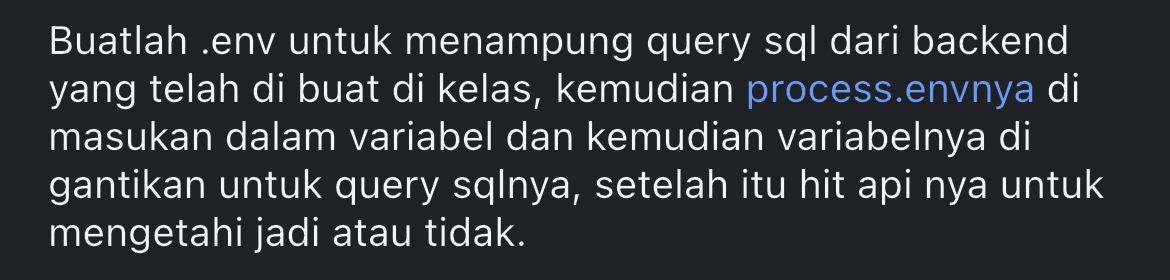 Buatlah .env untuk menampung query sql dari backend
yang telah di buat di kelas, kemudian process.envnya di
masukan dalam variabel dan kemudian variabelnya di
gantikan untuk query sqlnya, setelah itu hit api nya untuk
mengetahi jadi atau tidak.